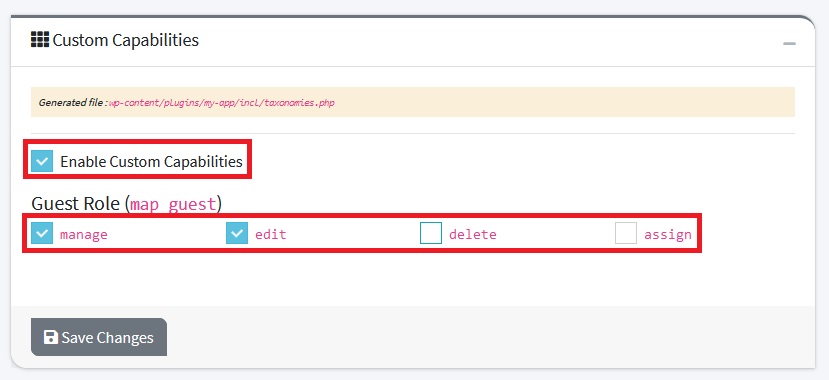 Custom Capabilities
Generated file :wp-content/plugins/my-app/incl/taxonomies.php
Enable Custom Capabilities
Guest Role (map_guest)
manage edit delete assign
Save Changes